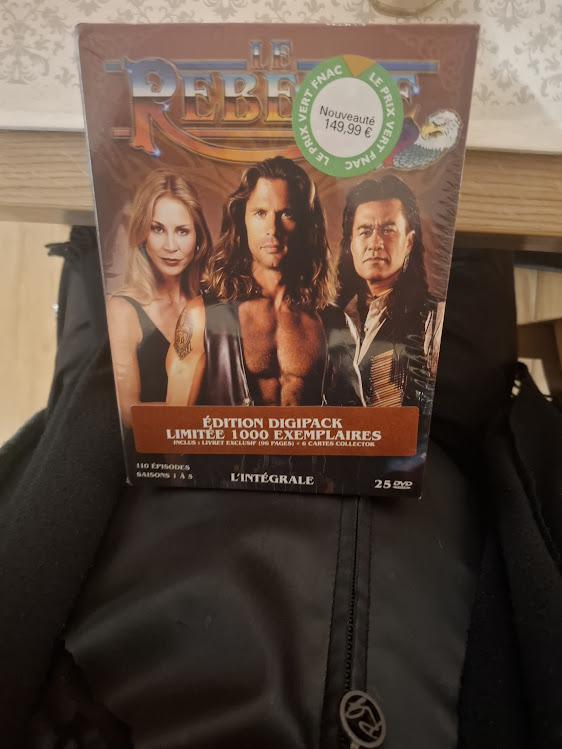 LE
REBELLE
LE PRIX VERT FNAC
LE PRIX VERT FNAC
Nouveauté
149,99 €
ÉDITION DIGIPACK
LIMITÉE 1000 EXEMPLAIRES
INCLUS : LIVRET EXCLUSIF (96 PAGES) + 6 CARTES COLLECTOR
110 ÉPISODES
SAISONS 1 À 5
L'INTÉGRALE
25 DVD